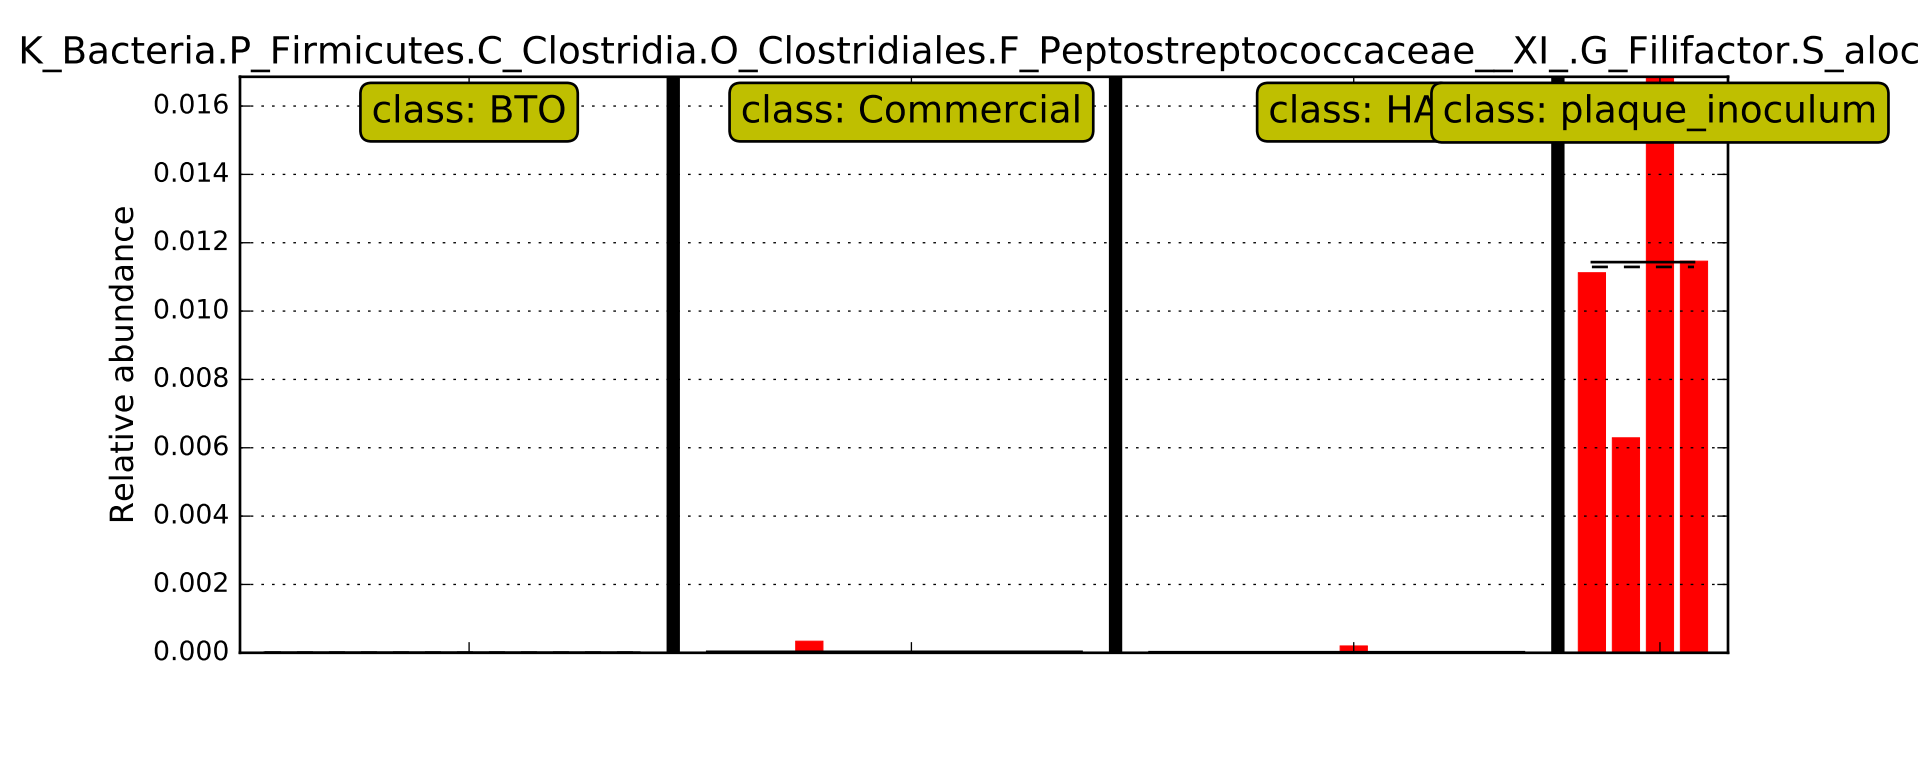 K_Bacteria.P_Firmicutes.C_Clostridia.O_Clostridiales.F_Peptostreptococcaceae__XI_.G_Filifactor.S_aloc
class: BTO
class: Commercial
class: HA
class: plaque_inoculum
Relative abundance
0.016
0.014
0.012
0.010
0.008
0.006
0.004
0.002
0.000